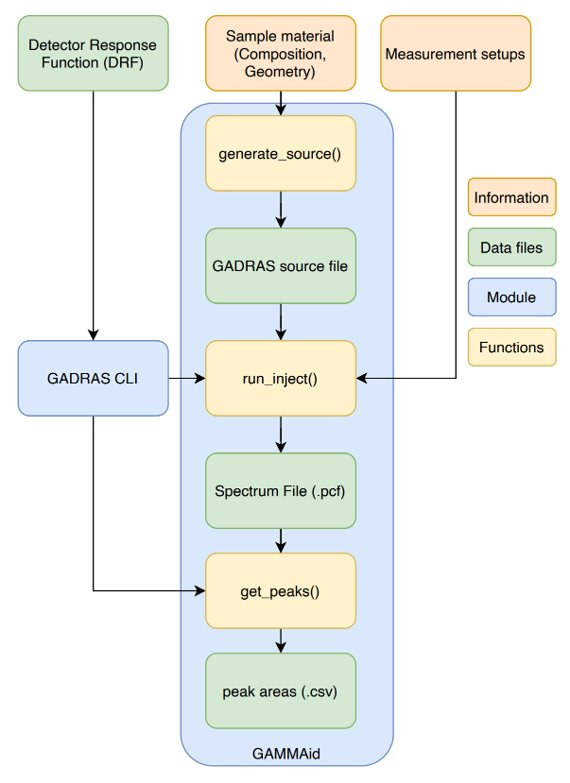 Detector Response
Function (DRF)
Sample material
(Composition,
Geometry)
Measurement setups
generate_source()
Information
GADRAS source file
Data files
Module
Functions
GADRAS CLI
run_inject()
Spectrum File (.pcf)
get_peaks()
peak areas (.csv)
GAMMAid